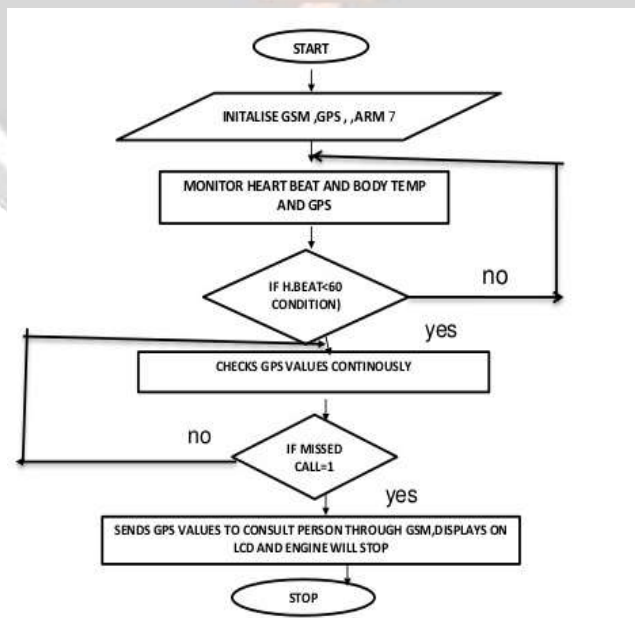 START
INITALISE GSM ,GPS , ,ARM 7
MONITOR HEART BEAT AND BODY TEMP
AND GPS
IF H.BEAT<60
CONDITION)
no
yes
CHECKS GPS VALUES CONTINOUSLY
no
IF MISSED
CALL=1
yes
SENDS GPS VALUES TO CONSULT PERSON THROUGH GSM,DISPLAYS ON
LCD AND ENGINE WILL STOP
STOP